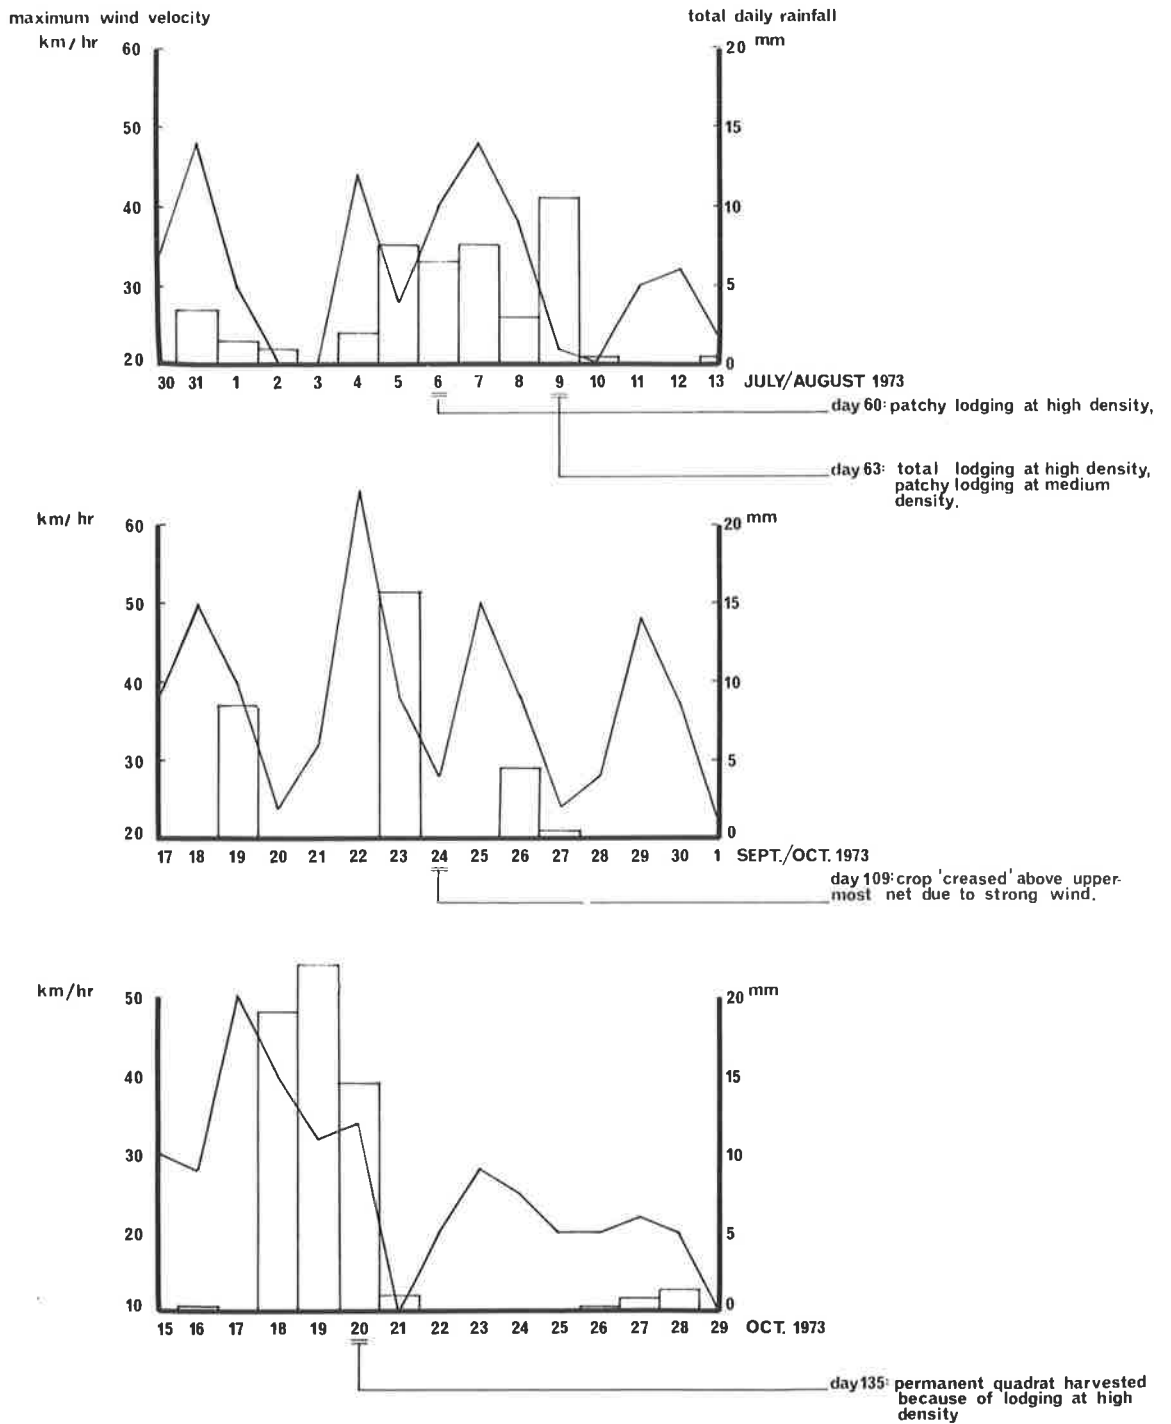 maximum wind velocity total daily rainfall
km/hr 60 20 mm
50 15
40 10
30 5
20 0
30 31 1 2 3 4 5 6 7 8 9 10 11 12 13 JULY/AUGUST 1973
day 60: patchy lodging at high density,
day 63: total lodging at high density,
patchy lodging at medium
density.
km/hr 60 20 mm
50 15
40 10
30 5
20 0
17 18 19 20 21 22 23 24 25 26 27 28 29 30 1 SEPT./OCT. 1973
day 109: crop 'creased' above upper-
most net due to strong wind.
km/hr 50 20 mm
40 15
30 10
20 5
10 0
15 16 17 18 19 20 21 22 23 24 25 26 27 28 29 OCT. 1973
day 135: permanent quadrat harvested
because of lodging at high
density